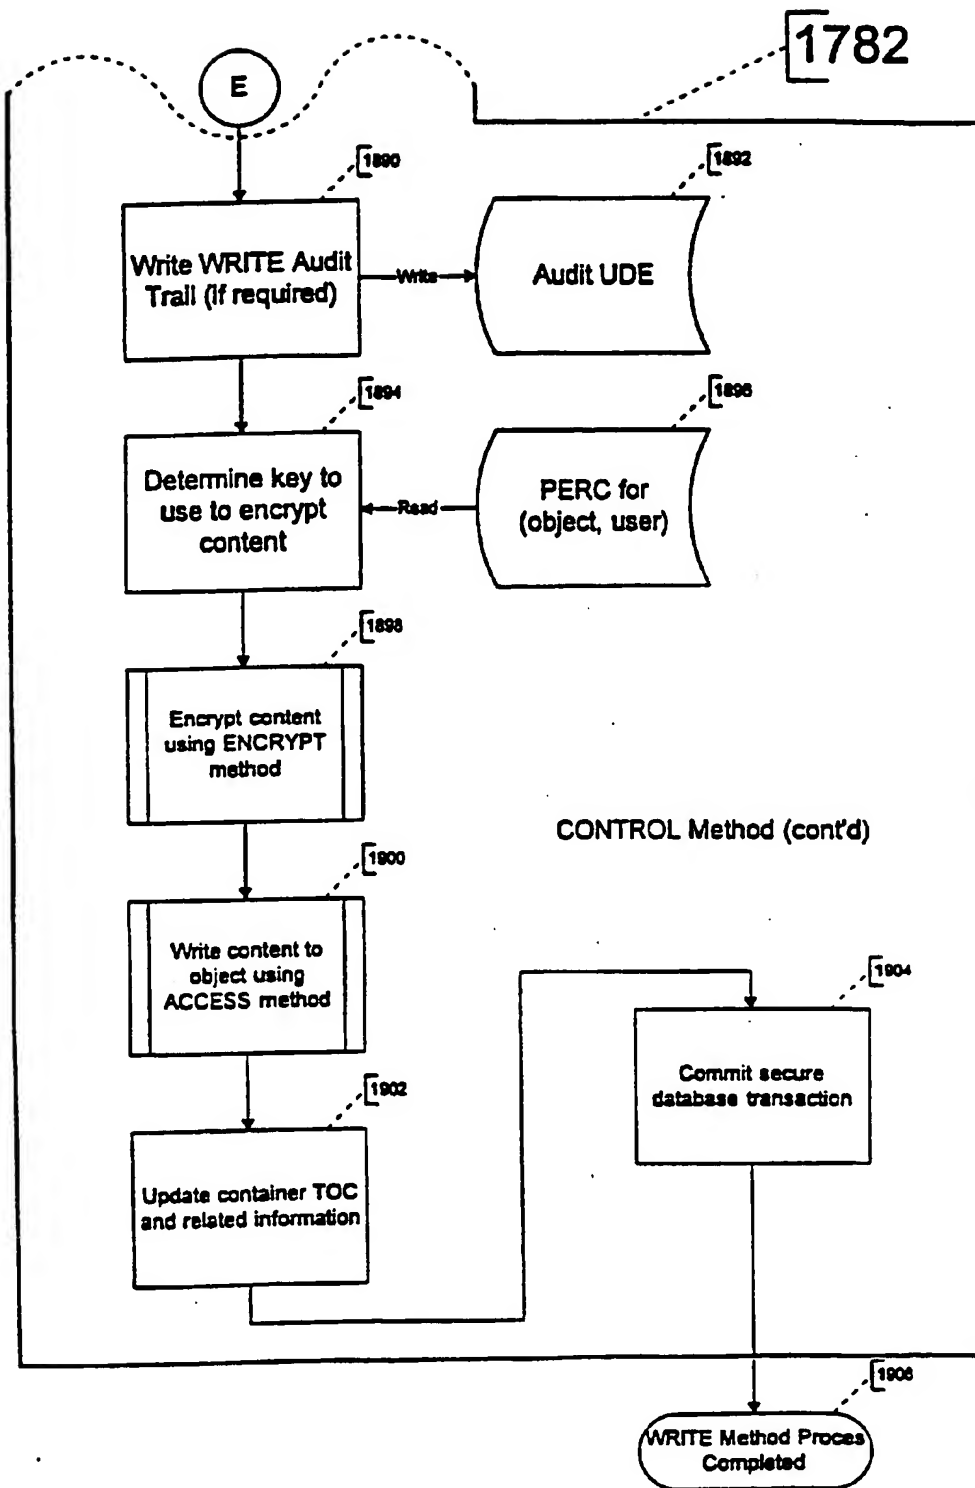 1782
E
1890
Write WRITE Audit
Trail (if required)
Write
1892
Audit UDE
1894
Determine key to
use to encrypt
content
Read
1896
PERC for
(object, user)
1898
Encrypt content
using ENCRYPT
method
CONTROL Method (cont'd)
1900
Write content to
object using
ACCESS method
1902
Update container TOC
and related information
1904
Commit secure
database transaction
1906
WRITE Method Proces
Completed